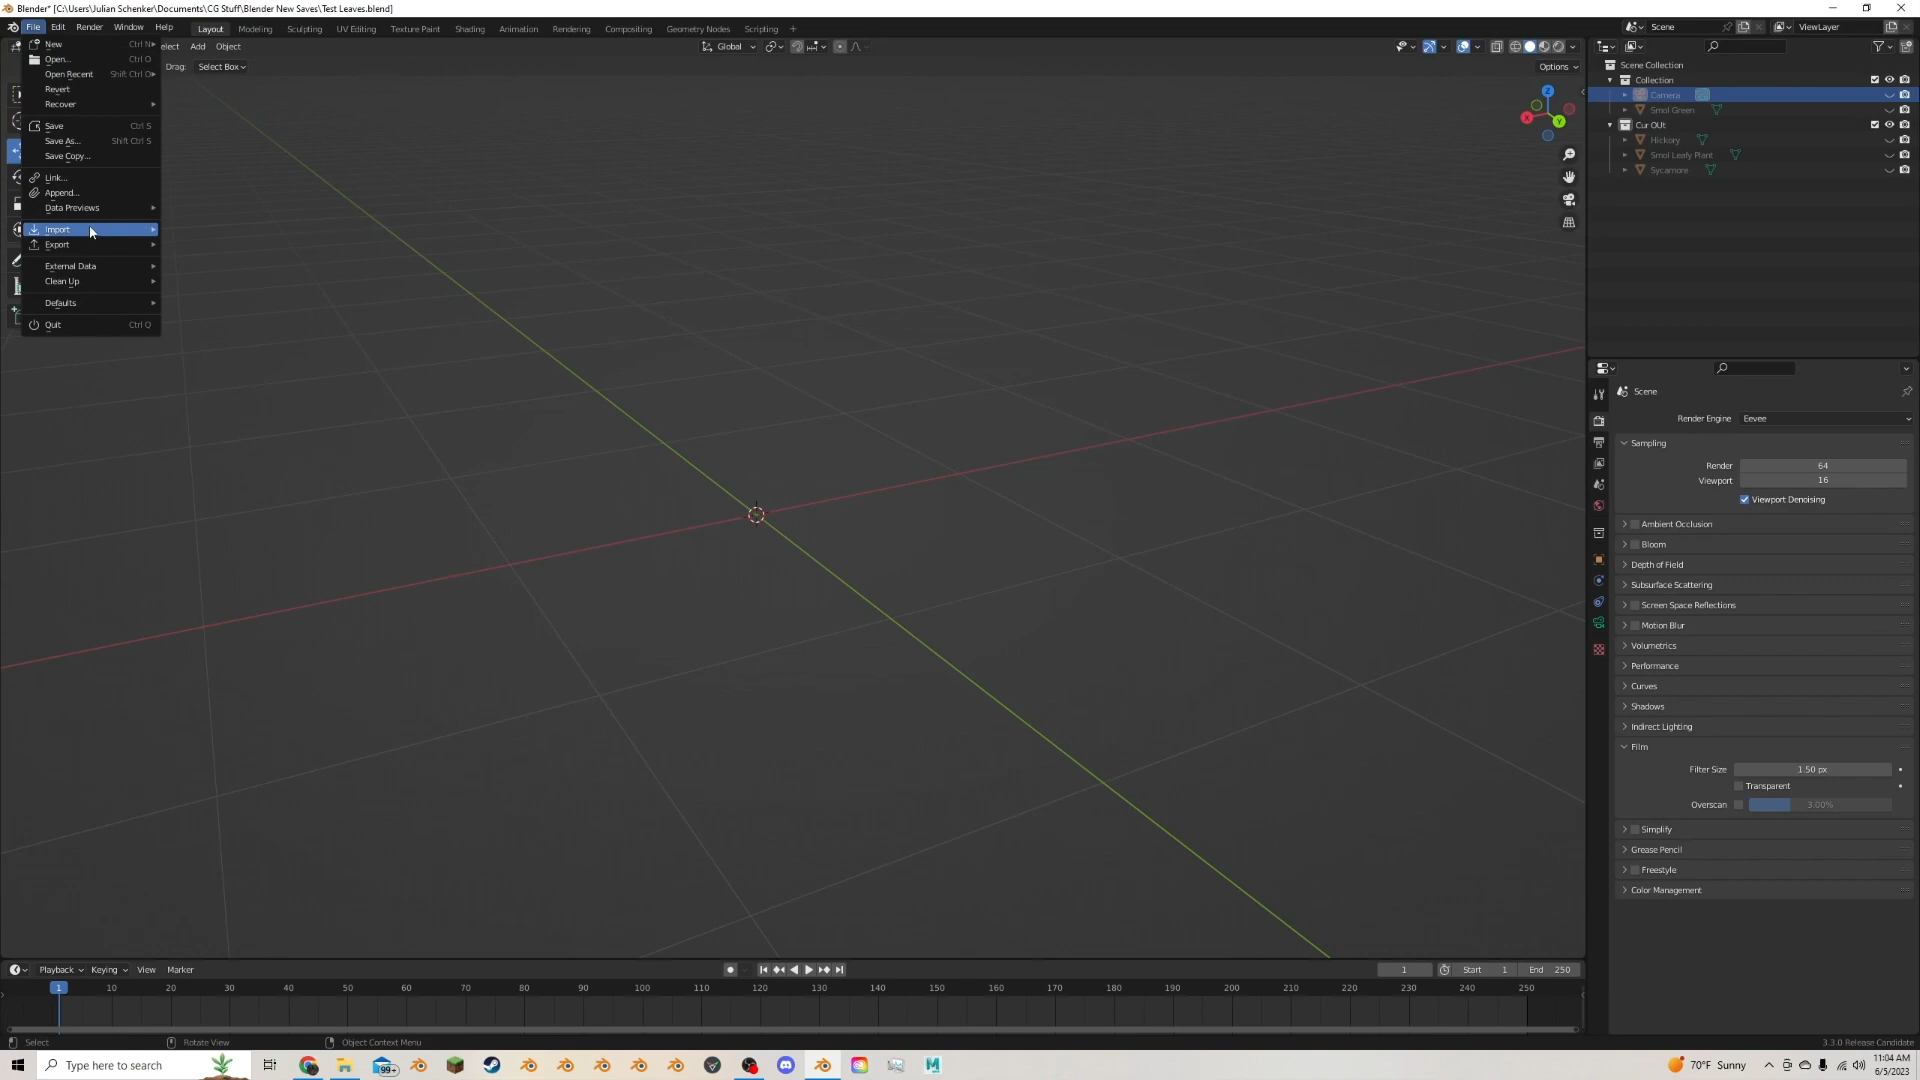 Blender* [C:\Users\Julian Schenker\Documents\CG Stuff\Blender New Saves\Test Leaves.blend]
File Edit Render Window Help Layout Modeling Sculpting UV Editing Texture Paint Shading Animation Rendering Compositing Geometry Nodes Scripting + Scene ViewLayer
elect Add Object Global
Drag: Select Box Options
New Ctrl N
Open... Ctrl O
Open Recent Shift Ctrl O
Revert
Recover
Save Ctrl S
Save As... Shift Ctrl S
Save Copy...
Link...
Append...
Data Previews
Import
Export
External Data
Clean Up
Defaults
Quit Ctrl Q
Z
X
Y
Scene Collection
Collection
Camera
Smol Green
Cur OUt
Hickory
Smol Leafy Plant
Sycamore
Scene
Render Engine Eevee
Sampling
Render 64
Viewport 16
Viewport Denoising
Ambient Occlusion
Bloom
Depth of Field
Subsurface Scattering
Screen Space Reflections
Motion Blur
Volumetrics
Performance
Curves
Shadows
Indirect Lighting
Film
Filter Size 1.50 px
Transparent
Overscan 3.00%
Simplify
Grease Pencil
Freestyle
Color Management
Playback Keying View Marker 1 Start 1 End 250
1 10 20 30 40 50 60 70 80 90 100 110 120 130 140 150 160 170 180 190 200 210 220 230 240 250
Select Rotate View Object Context Menu 3.3.0 Release Candidate
Type here to search 99+ 70°F Sunny 11:04 AM
6/5/2023